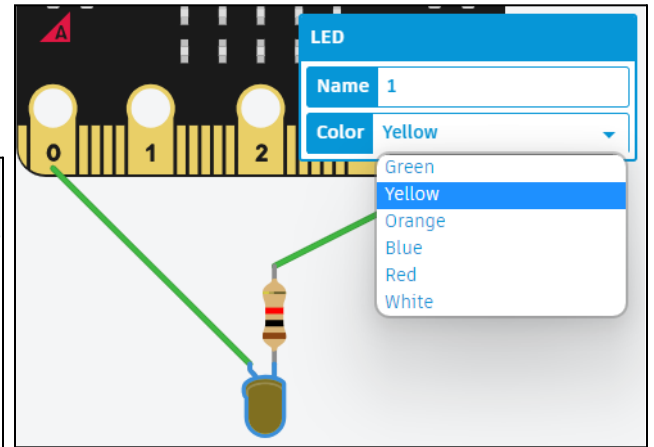 A
LED
Name 1
Color Yellow
0 1 2
Green
Yellow
Orange
Blue
Red
White